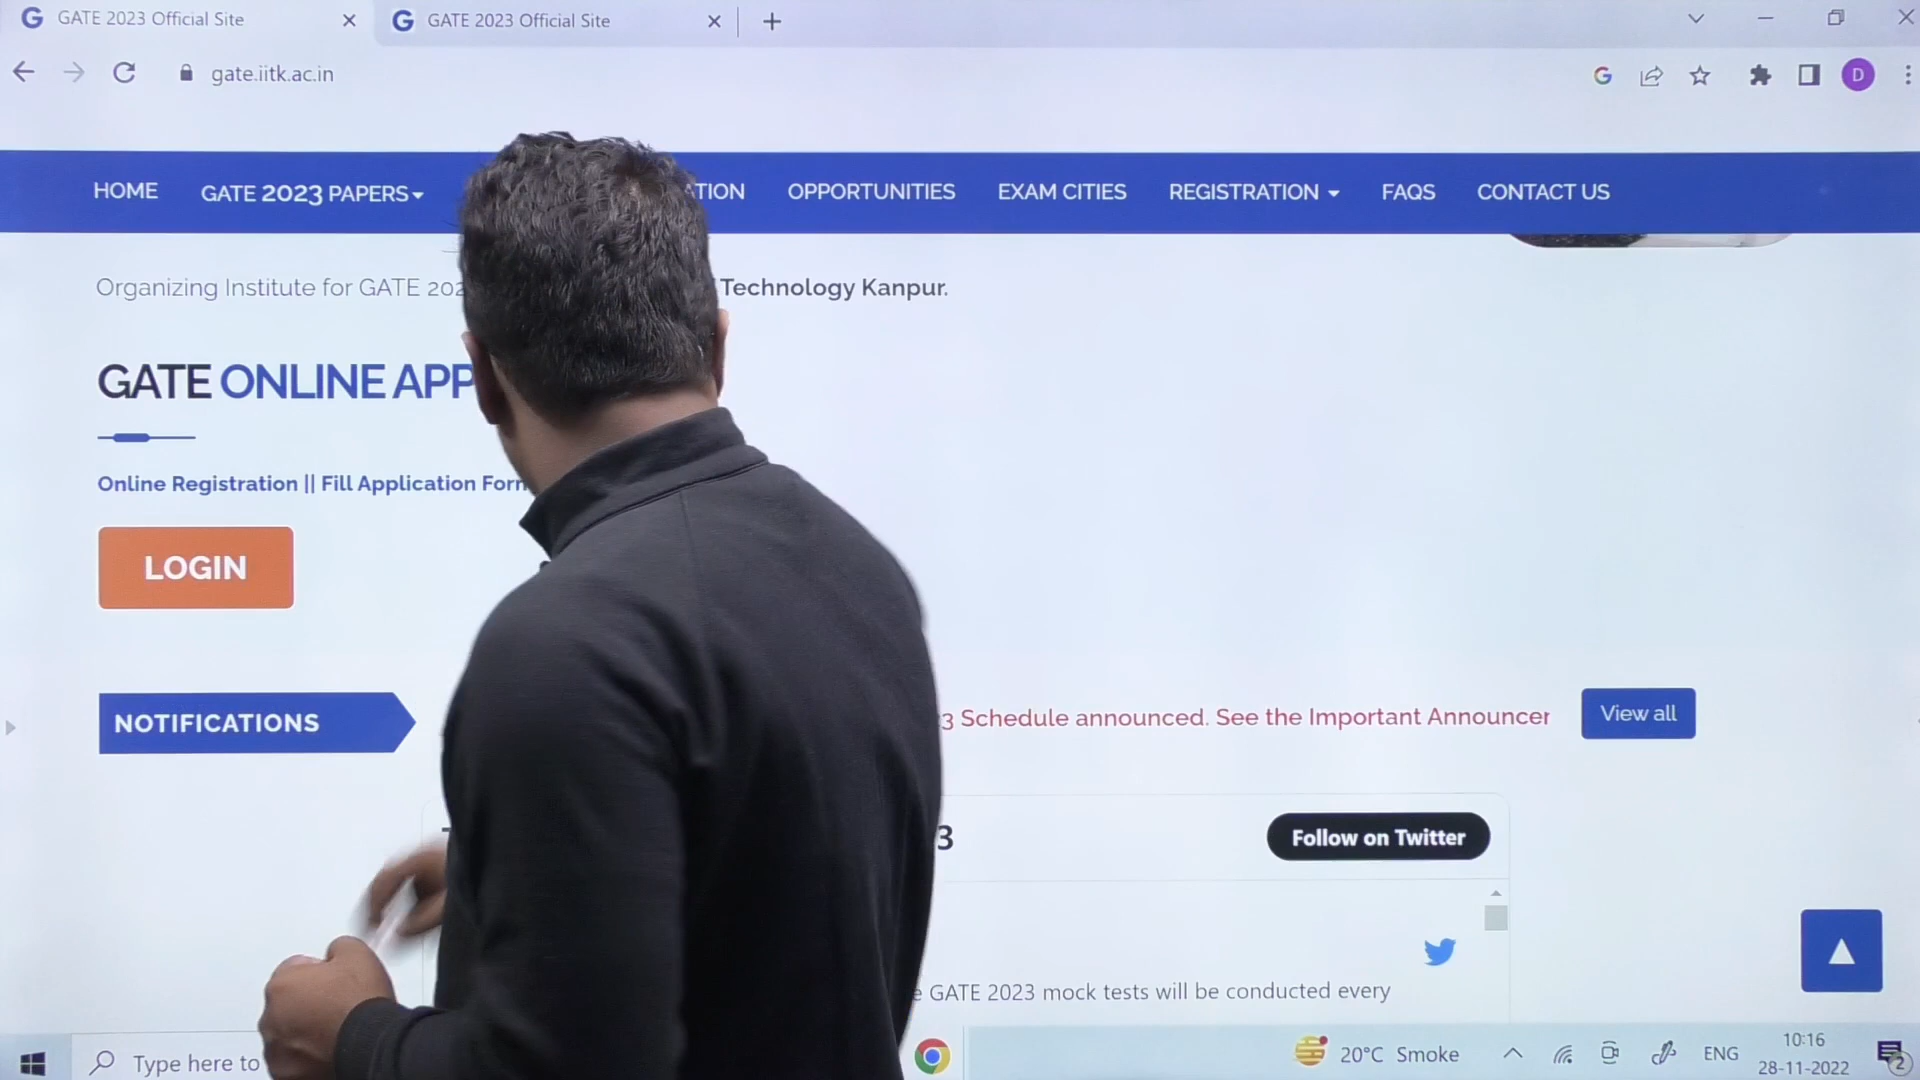 GATE 2023 Official Site
GATE 2023 Official Site
gate.iitk.ac.in
D
HOME GATE 2023 PAPERS OPPORTUNITIES EXAM CITIES REGISTRATION FAQS CONTACT US
Organizing Institute for GATE Technology Kanpur.
GATE ONLINE APP
Online Registration || Fill Application Form
LOGIN
NOTIFICATIONS
3 Schedule announced. See the Important Announcer
View all
3
Follow on Twitter
GATE 2023 mock tests will be conducted every
Type here to
20°C Smoke
ENG
10:16
28-11-2022
2